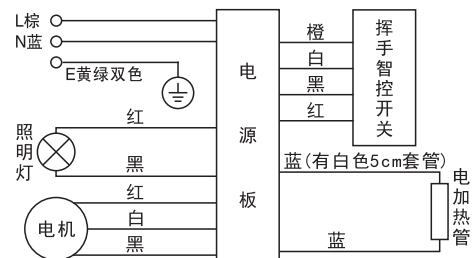 L棕
N蓝
E黄绿双色
照明灯
红
黑
电机
红
白
黑
电源板
橙
白
黑
红
挥手智控开关
蓝(有白色5cm套管)
蓝
电加热管